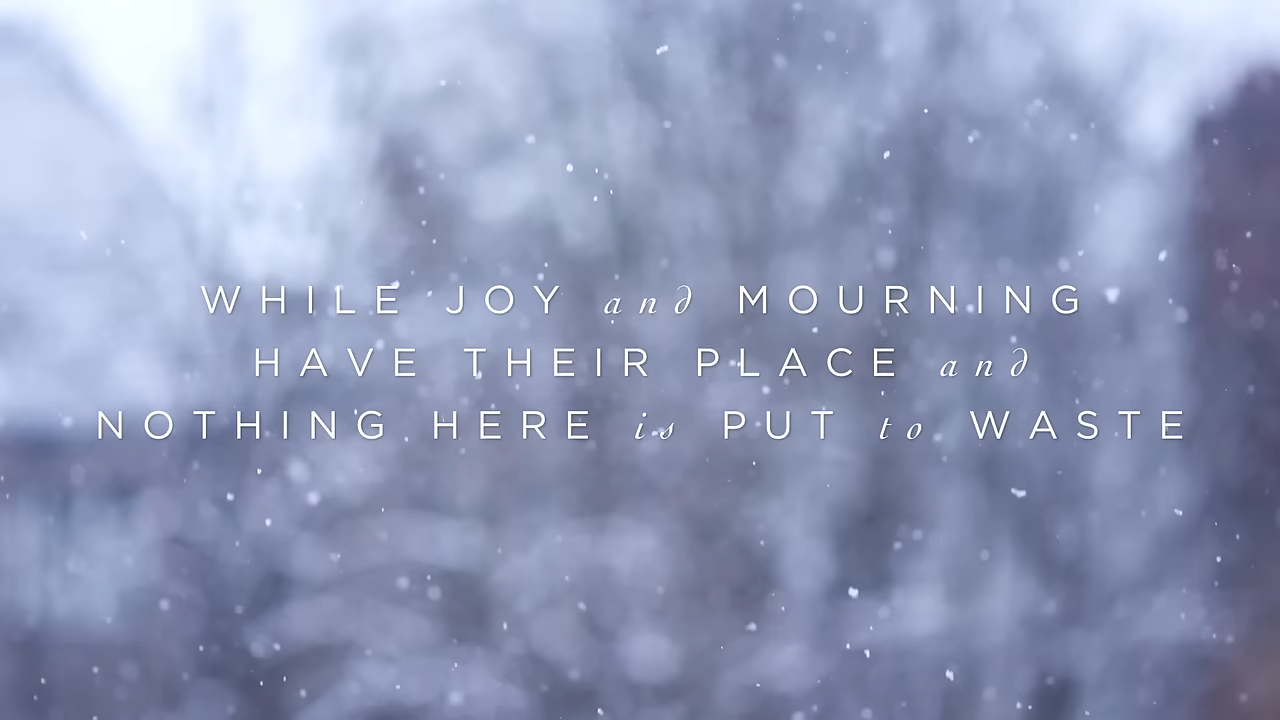 WHILE JOY and MOURNING
HAVE THEIR PLACE and
NOTHING HERE is PUT to WASTE